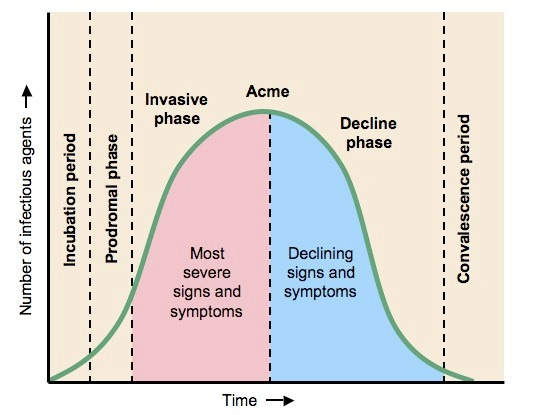 Number of infectious agents
Incubation period
Prodromal phase
Invasive
phase
Acme
Decline
phase
Convalescence period
Most
severe
signs and
symptoms
Declining
signs and
symptoms
Time